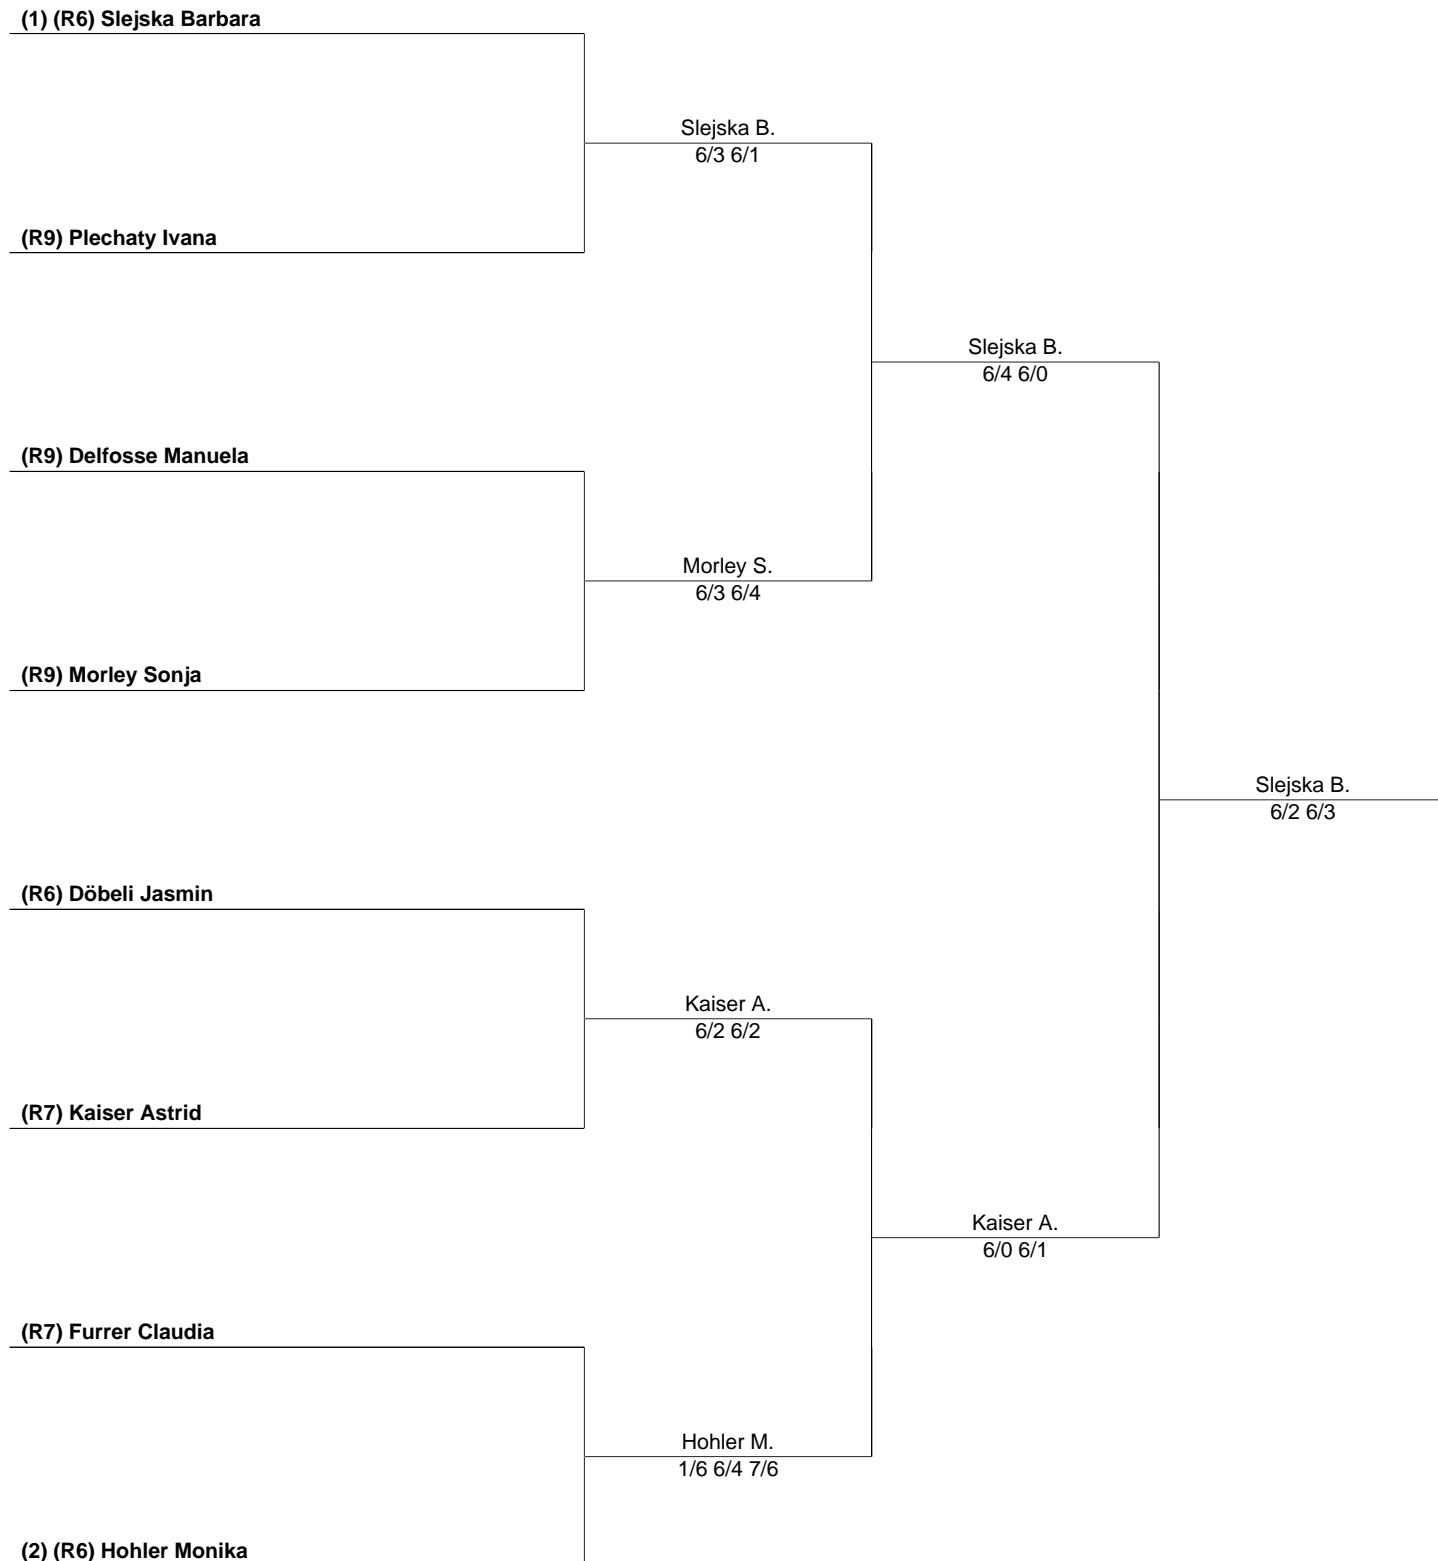 (1) (R6) Slejska Barbara
Slejska B.
6/3 6/1
(R9) Plechaty Ivana
Slejska B.
6/4 6/0
(R9) Delfosse Manuela
Morley S.
6/3 6/4
(R9) Morley Sonja
Slejska B.
6/2 6/3
(R6) Döbeli Jasmin
Kaiser A.
6/2 6/2
(R7) Kaiser Astrid
Kaiser A.
6/0 6/1
(R7) Furrer Claudia
Hohler M.
1/6 6/4 7/6
(2) (R6) Hohler Monika